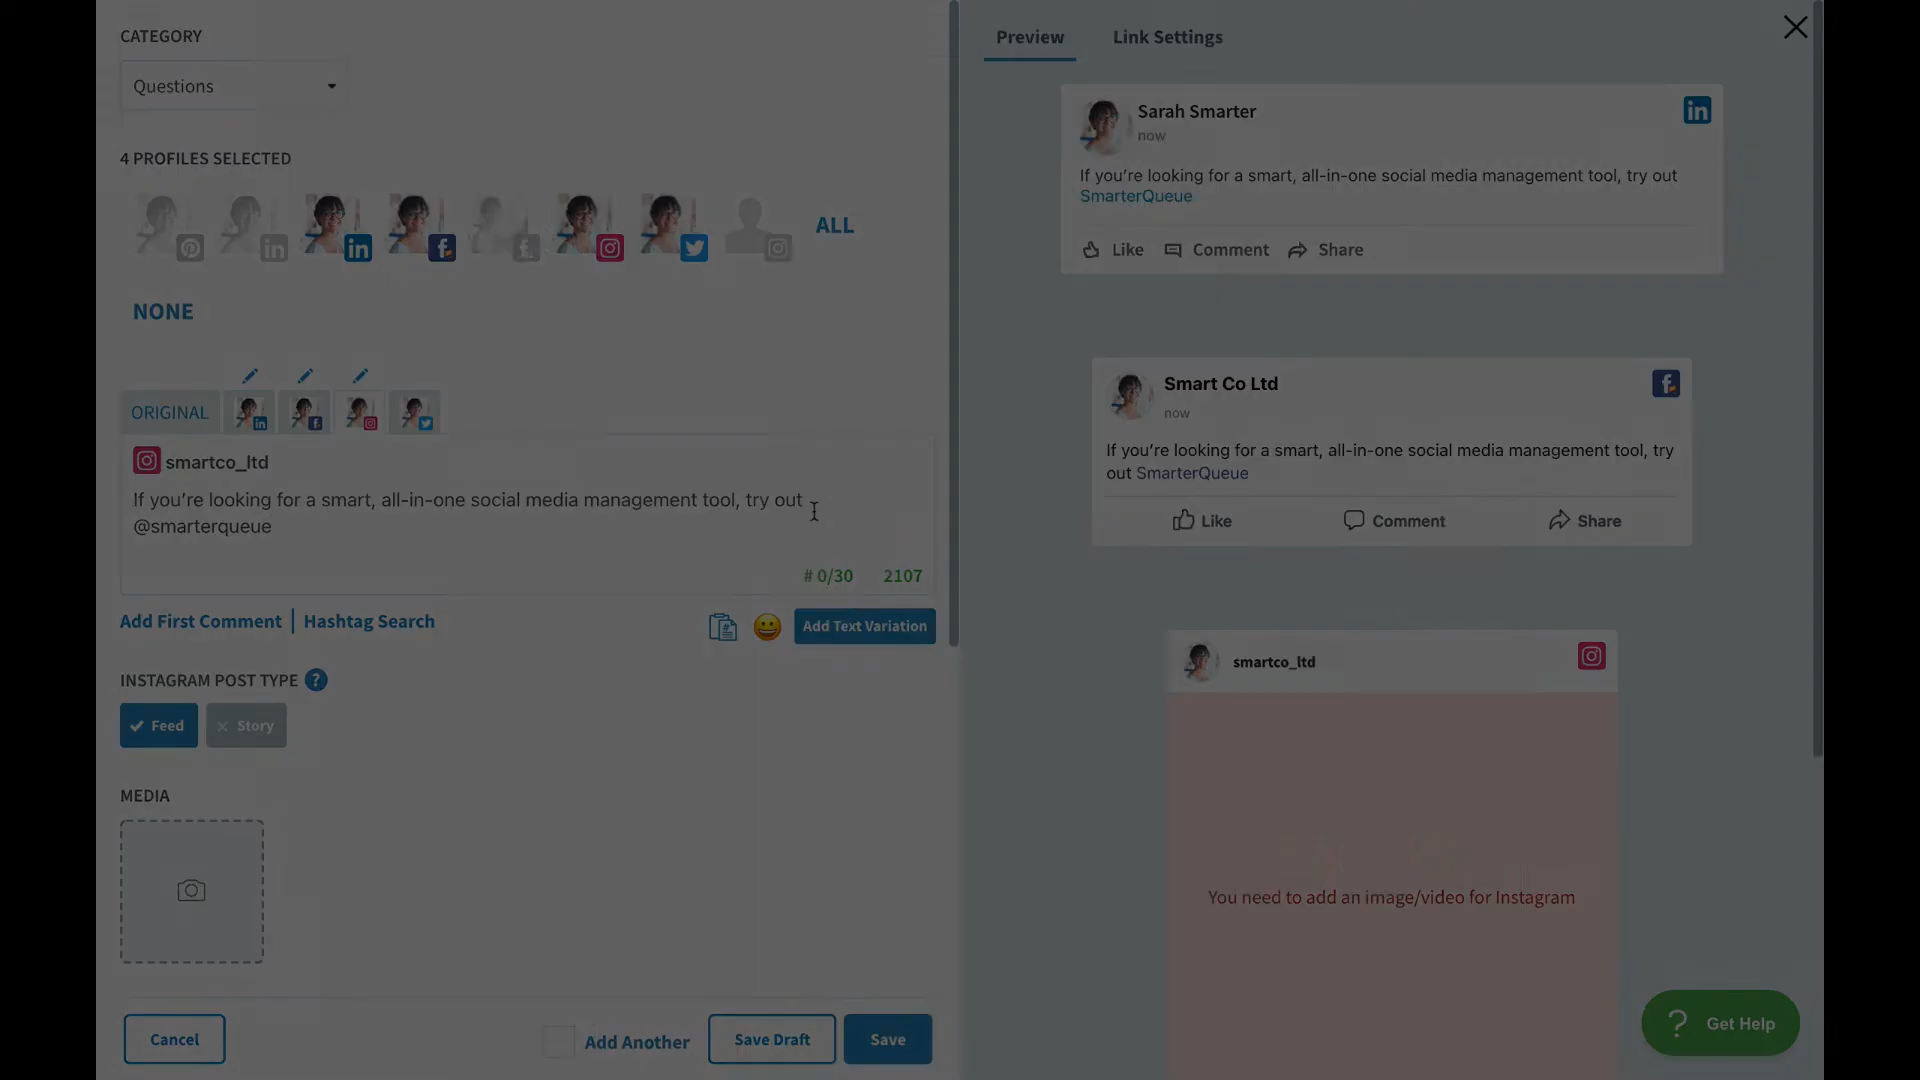 CATEGORY
Questions
4 PROFILES SELECTED
ALL
NONE
ORIGINAL
smartco_ltd
If you're looking for a smart, all-in-one social media management tool, try out
@smarterqueue
# 0/30 2107
Add First Comment | Hashtag Search
Add Text Variation
INSTAGRAM POST TYPE ?
Feed Story
MEDIA
Cancel
Add Another
Save Draft
Save
Preview Link Settings
Sarah Smarter
now
If you're looking for a smart, all-in-one social media management tool, try out
SmarterQueue
Like Comment Share
Smart Co Ltd
now
If you're looking for a smart, all-in-one social media management tool, try
out SmarterQueue
Like Comment Share
smartco_ltd
You need to add an image/video for Instagram
? Get Help